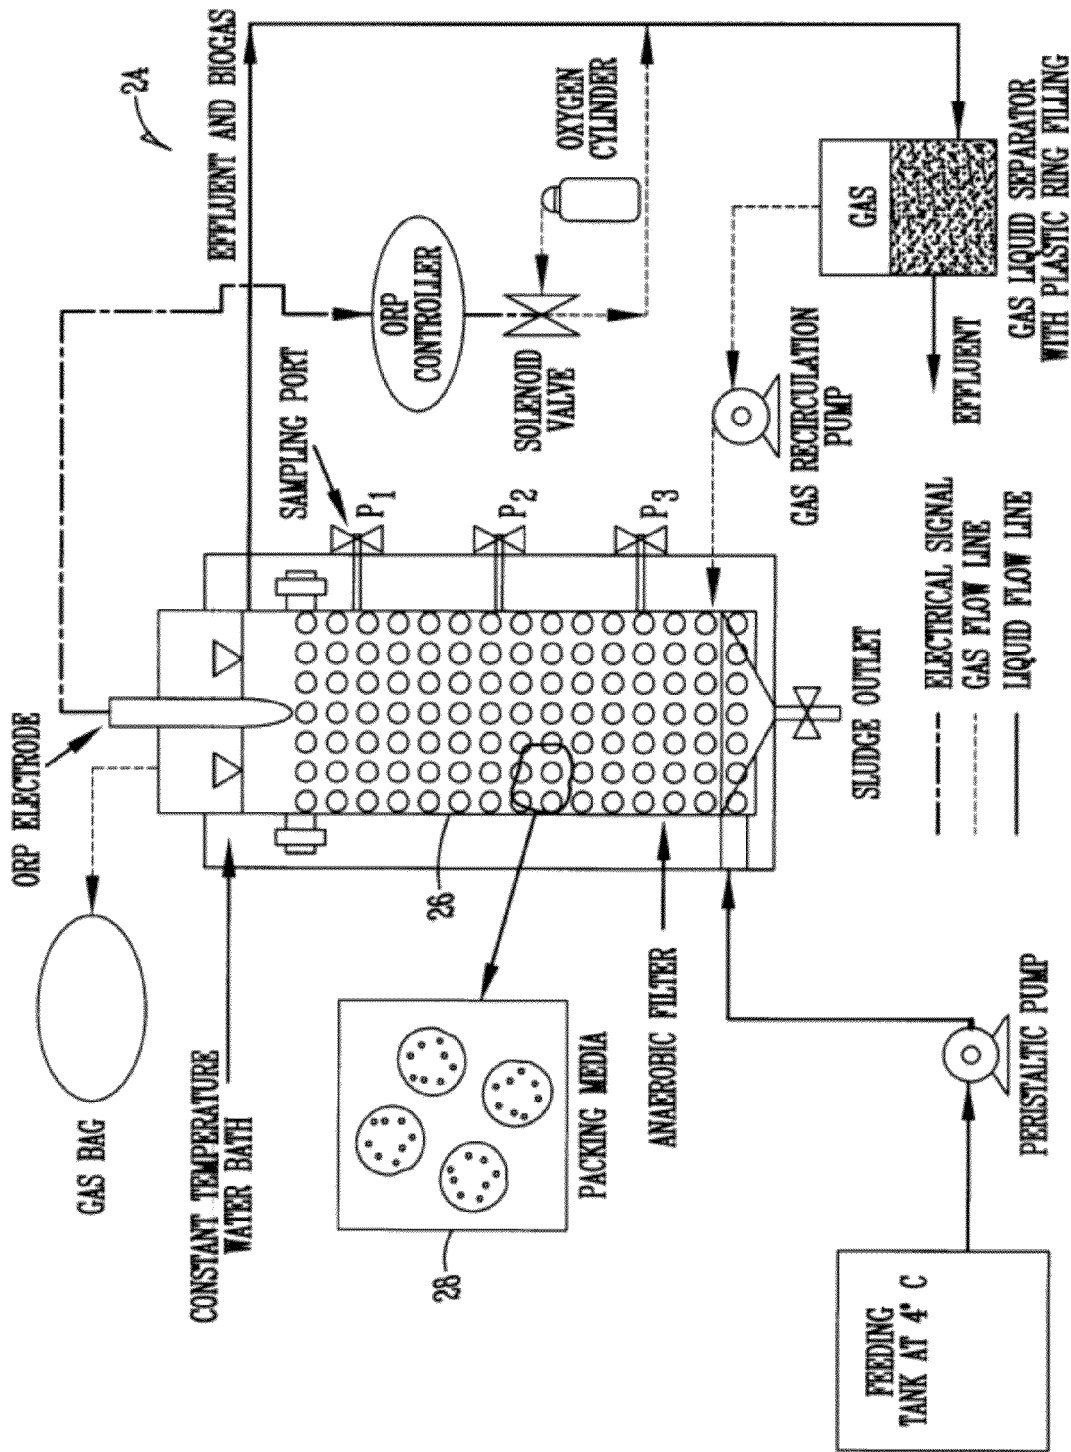 24
EFFLUENT AND BIOGAS
OXYGEN
CYLINDER
ORP
CONTROLLER
SOLENOID
VALVE
SAMPLING PORT
P1
P2
P3
GAS
GAS LIQUID SEPARATOR
WITH PLASTIC RING FILLING
EFFLUENT
GAS RECIRCULATION
PUMP
ORP ELECTRODE
GAS BAG
CONSTANT TEMPERATURE
WATER BATH
26
28
PACKING MEDIA
ANAEROBIC FILTER
SLUDGE OUTLET
ELECTRICAL SIGNAL
GAS FLOW LINE
LIQUID FLOW LINE
PERISTALTIC PUMP
FEEDING
TANK AT 4° C